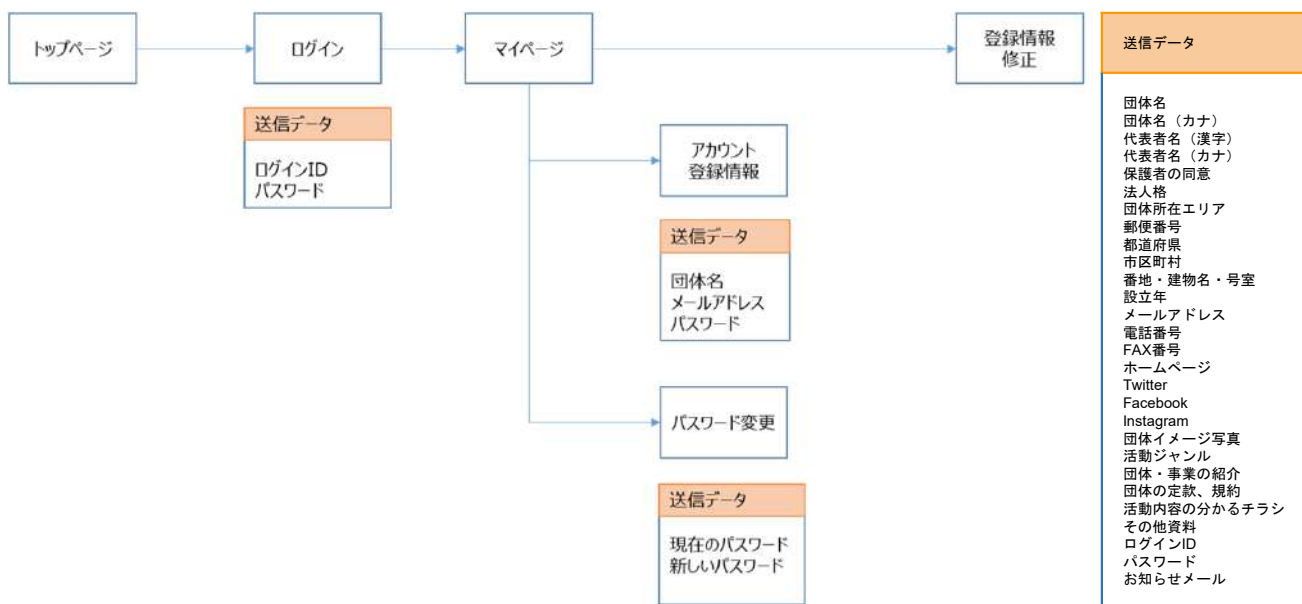 トップページ
ログイン
マイページ
登録情報
修正
送信データ
ログインID
パスワード
アカウント
登録情報
送信データ
団体名
メールアドレス
パスワード
パスワード変更
送信データ
現在のパスワード
新しいパスワード
送信データ
団体名
団体名（カナ）
代表者名（漢字）
代表者名（カナ）
保護者の同意
法人格
団体所在エリア
郵便番号
都道府県
市区町村
番地・建物名・号室
設立年
メールアドレス
電話番号
FAX番号
ホームページ
Twitter
Facebook
Instagram
団体イメージ写真
活動ジャンル
団体・事業の紹介
団体の定款、規約
活動内容の分かるチラシ
その他資料
ログインID
パスワード
お知らせメール